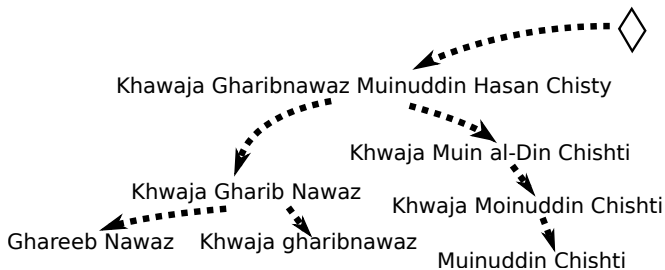 Khawaja Gharibnawaz Muinuddin Hasan Chisty
Khwaja Muin al-Din Chishti
Khwaja Gharib Nawaz
Khwaja Moinuddin Chishti
Ghareeb Nawaz
Khwaja gharibnawaz
Muinuddin Chishti